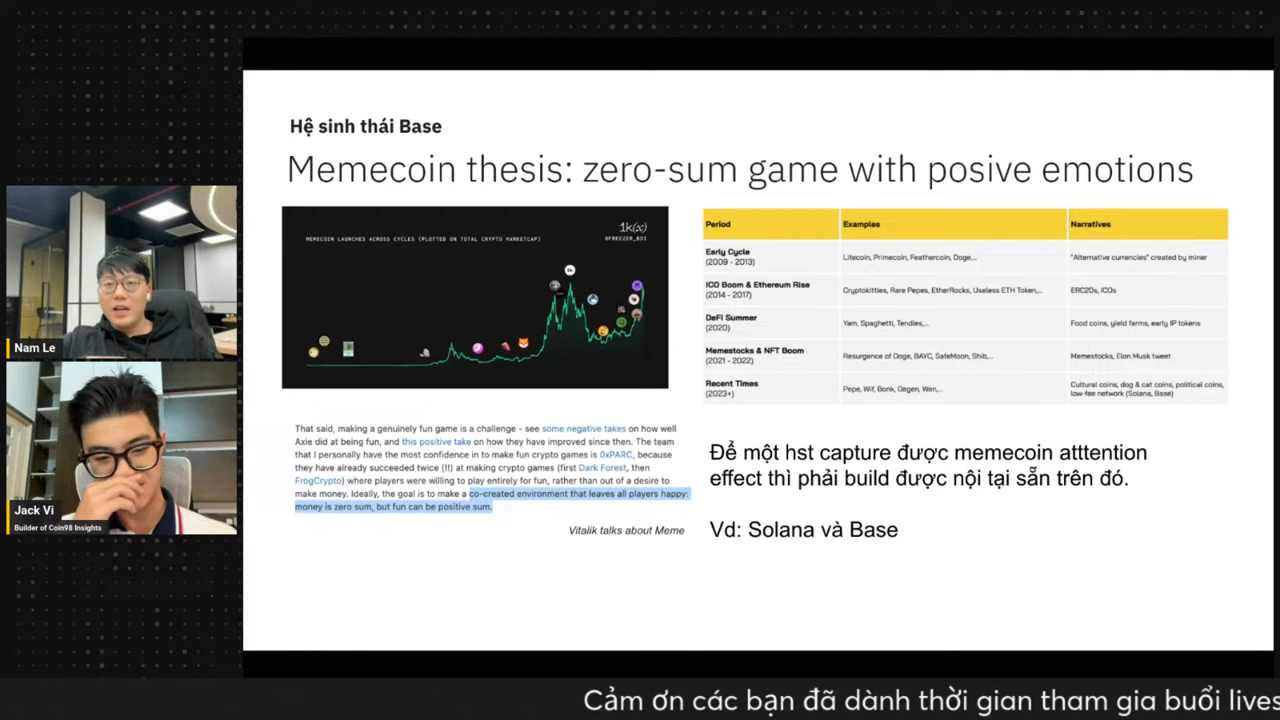 Hệ sinh thái Base
Memecoin thesis: zero-sum game with posive emotions
1k(x)
MEMECOIN LAUNCHES ACROSS CYCLES (PLOTTED ON TOTAL CRYPTO MARKETCAP)
@FREEZER_BOI
Period Examples Narratives
Early Cycle
(2009 - 2013)
Litecoin, Primecoin, Feathercoin, Doge,...
"Alternative currencies" created by miner
ICO Boom & Ethereum Rise
(2014 - 2017)
Cryptokitties, Rare Pepes, EtherRocks, Useless ETH Token,...
ERC20s, ICOs
DeFi Summer
(2020)
Yam, Spaghetti, Tendies,...
Food coins, yield farms, early IP tokens
Memestocks & NFT Boom
(2021 - 2022)
Resurgence of Doge, BAYC, SafeMoon, Shib,...
Memestocks, Elon Musk tweet
Recent Times
(2023+)
Pepe, Wif, Bonk, Degen, Wen,...
Cultural coins, dog & cat coins, political coins,
low-fee network (Solana, Base)
That said, making a genuinely fun game is a challenge - see some negative takes on how well
Axie did at being fun, and this positive take on how they have improved since then. The team
that I personally have the most confidence in to make fun crypto games is 0xPARC, because
they have already succeeded twice (!!) at making crypto games (first Dark Forest, then
FrogCrypto) where players were willing to play entirely for fun, rather than out of a desire to
make money. Ideally, the goal is to make a co-created environment that leaves all players happy:
money is zero sum, but fun can be positive sum.
Vitalik talks about Meme
Để một hst capture được memecoin atttention
effect thì phải build được nội tại sẵn trên đó.
Vd: Solana và Base
Nam Le
Jack Vi
Builder of Coin98 Insights
Cảm ơn các bạn đã dành thời gian tham gia buổi lives